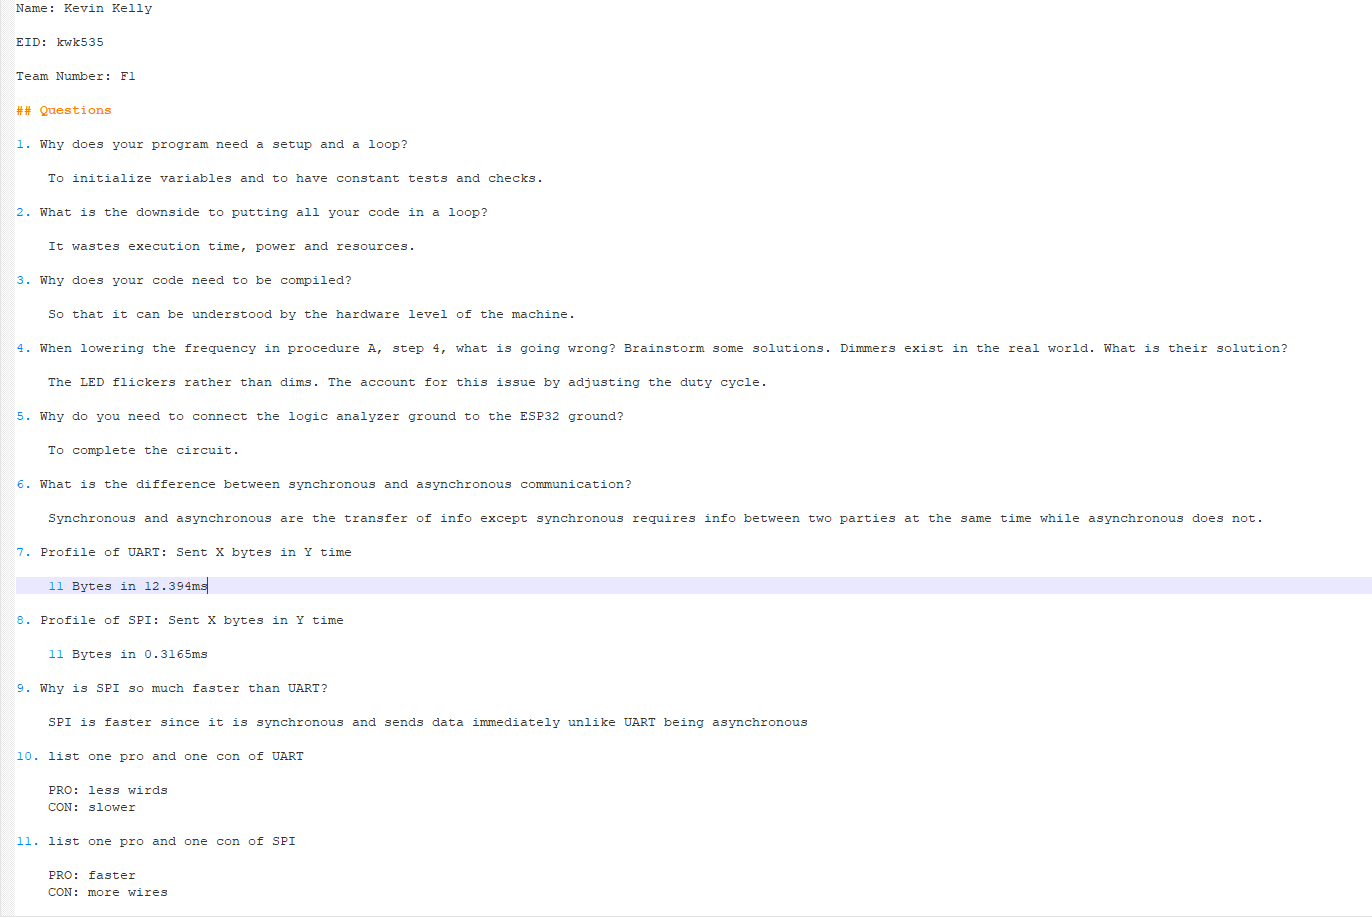 Name: Kevin Kelly
EID: kwk535
Team Number: F1
## Questions
1. Why does your program need a setup and a loop?
To initialize variables and to have constant tests and checks.
2. What is the downside to putting all your code in a loop?
It wastes execution time, power and resources.
3. Why does your code need to be compiled?
So that it can be understood by the hardware level of the machine.
4. When lowering the frequency in procedure A, step 4, what is going wrong? Brainstorm some solutions. Dimmers exist in the real world. What is their solution?
The LED flickers rather than dims. The account for this issue by adjusting the duty cycle.
5. Why do you need to connect the logic analyzer ground to the ESP32 ground?
To complete the circuit.
6. What is the difference between synchronous and asynchronous communication?
Synchronous and asynchronous are the transfer of info except synchronous requires info between two parties at the same time while asynchronous does not.
7. Profile of UART: Sent X bytes in Y time
11 Bytes in 12.394ms
8. Profile of SPI: Sent X bytes in Y time
11 Bytes in 0.3165ms
9. Why is SPI so much faster than UART?
SPI is faster since it is synchronous and sends data immediately unlike UART being asynchronous
10. list one pro and one con of UART
PRO: less wirds
CON: slower
11. list one pro and one con of SPI
PRO: faster
CON: more wires